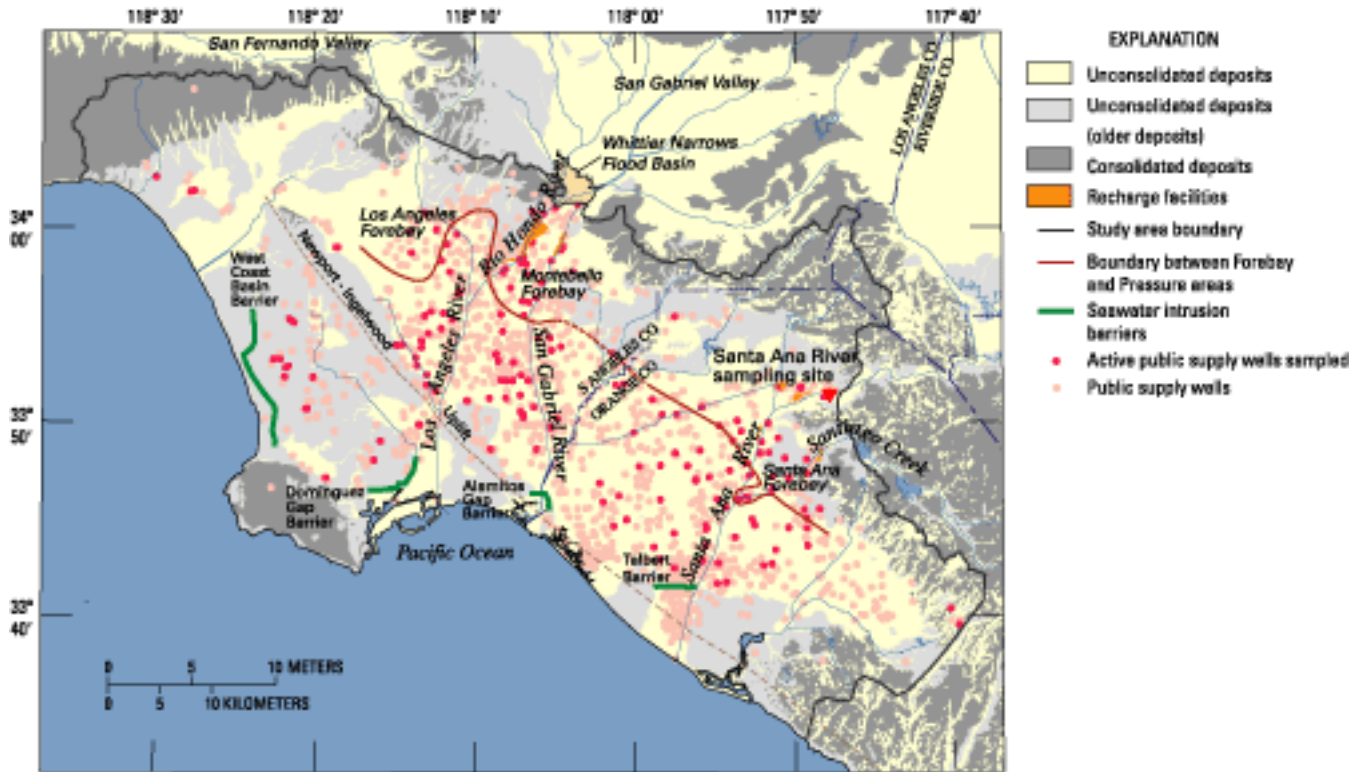 118° 30'
118° 20'
118° 10'
118° 00'
117° 50'
117° 40'
San Fernando Valley
San Gabriel Valley
LOS ANGELES CO
RIVERSIDE CO
Whittier Narrows
Flood Basin
34°
00'
Los Angeles
Forebay
Rio Hondo River
Newport - Inglewood
Uplift
West
Coast
Basin
Barrier
Montebello
Forebay
Los Angeles River
San Gabriel River
S ANGELES CO
ORANGE CO
Santa Ana River
sampling site
33°
50'
Santiago Creek
Santa Ana River
Santa Ana
Forebay
Dominguez
Gap
Barrier
Alamitos
Gap
Barrier
Pacific Ocean
Talbert
Barrier
33°
40'
0 5 10 METERS
0 5 10 KILOMETERS
EXPLANATION
Unconsolidated deposits
Unconsolidated deposits
(older deposits)
Consolidated deposits
Recharge facilities
Study area boundary
Boundary between Forebay
and Pressure areas
Seawater intrusion
barriers
Active public supply wells sampled
Public supply wells